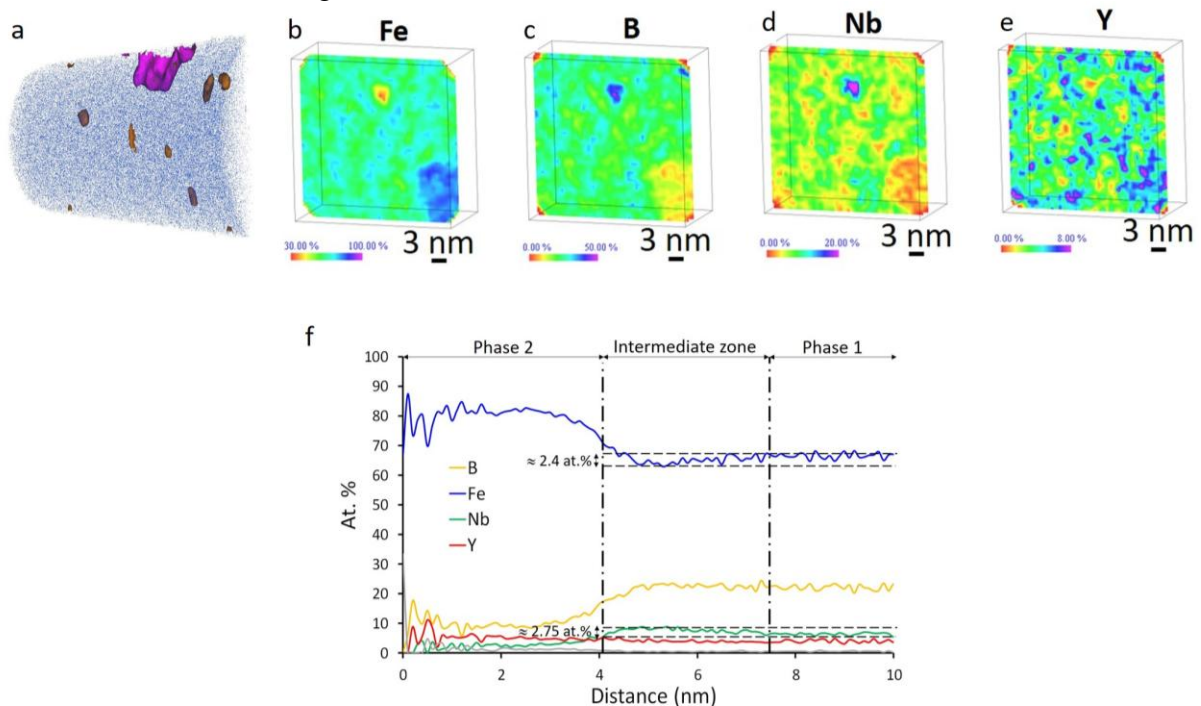 a
b Fe
c B
d Nb
e Y
30.00 % 100.00 % 3 nm
0.00 % 50.00 % 3 nm
0.00 % 20.00 % 3 nm
0.00 % 8.00 % 3 nm
f
Phase 2 Intermediate zone Phase 1
100
90
80
70
60
50
40
30
20
10
0
At. %
≈ 2.4 at.%
B
Fe
Nb
Y
≈ 2.75 at.%
0 2 4 6 8 10
Distance (nm)